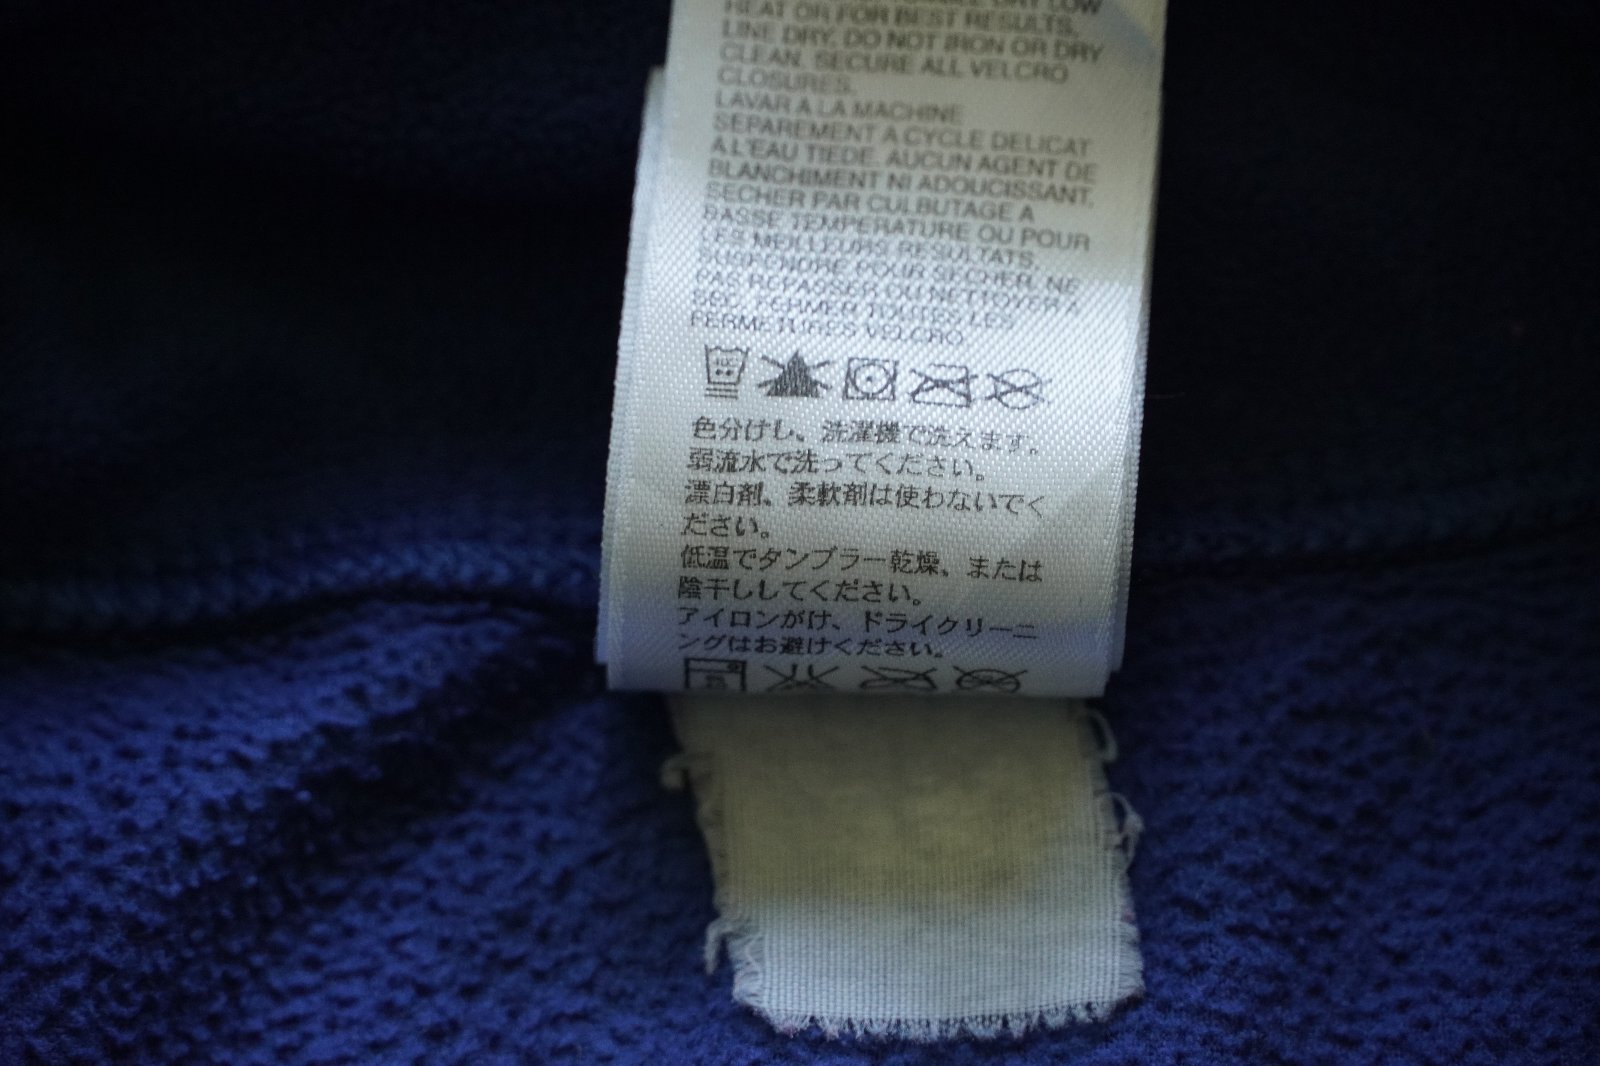 DRY LOW
HEAT OR FOR BEST RESULTS,
LINE DRY. DO NOT IRON OR DRY
CLEAN. SECURE ALL VELCRO
CLOSURES.
LAVAR A LA MACHINE
SEPAREMENT A CYCLE DELICAT
A L'EAU TIEDE. AUCUN AGENT DE
BLANCHIMENT NI ADOUCISSANT.
SECHER PAR CULBUTAGE A
BASSE TEMPERATURE OU POUR
LES MEILLEURS RESULTATS,
SUSPENDRE POUR SECHER. NE
PAS REPASSER OU NETTOYER A
SEC. FERMER TOUTES LES
FERMETURES VELCRO.
色分けし、洗濯機で洗えます。
弱流水で洗ってください。
漂白剤、柔軟剤は使わないでく
ださい。
低温でタンブラー乾燥、または
陰干ししてください。
アイロンがけ、ドライクリーニ
ングはお避けください。